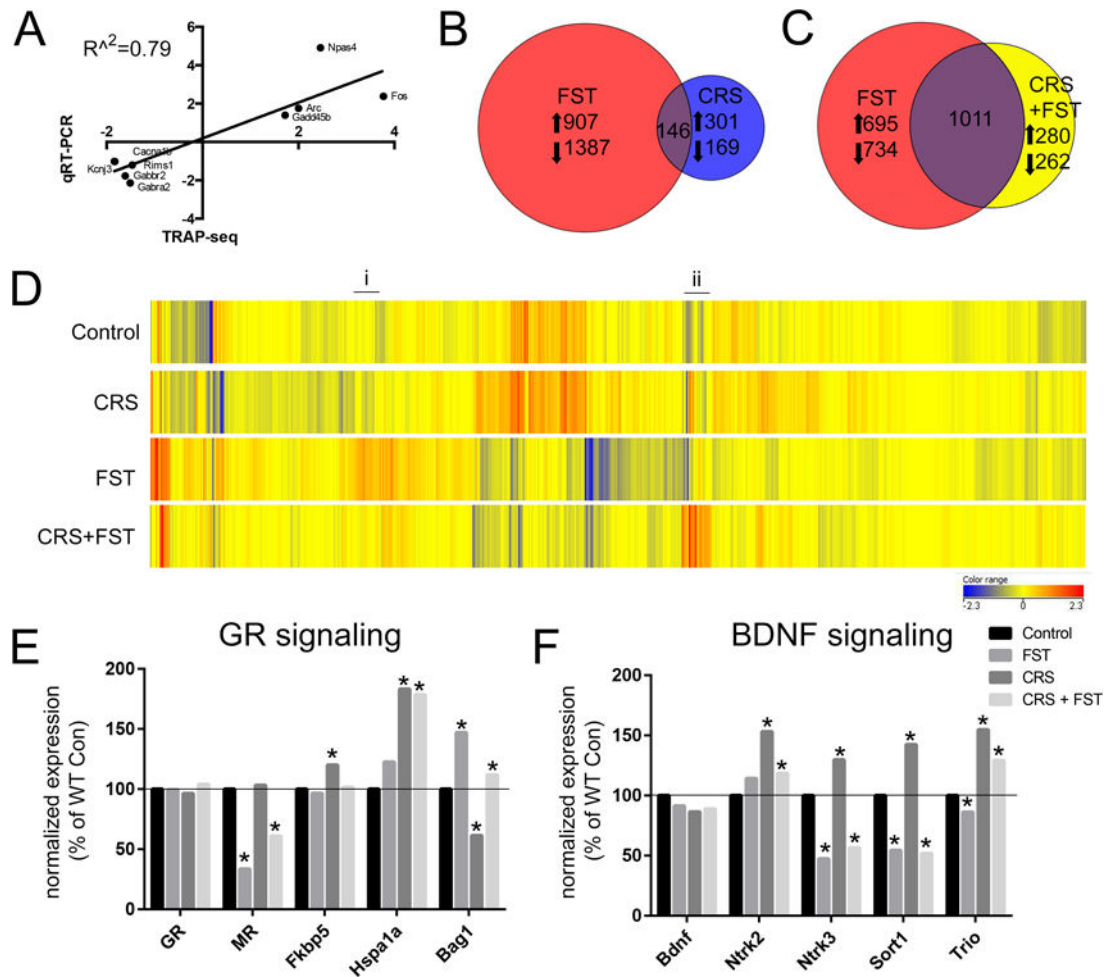 A
R^²=0.79
qRT-PCR
6
4
2
-2
2
4
-2
-4
Npas4
Fos
Arc
Gadd45b
Cacna1b
Kcnj3
Rims1
Gabbr2
Gabra2
TRAP-seq
B
FST
907
1387
146
CRS
301
169
C
FST
695
734
1011
CRS
+FST
280
262
D
i
ii
Control
CRS
FST
CRS+FST
Color range
-2.3 0 2.3
E
GR signaling
normalized expression
(% of WT Con)
200
150
100
50
0
* * * * * * * *
GR MR Fkbp5 Hspa1a Bag1
F
BDNF signaling
Control
FST
CRS
CRS + FST
normalized expression
(% of WT Con)
200
150
100
50
0
* * * * * * * * * * *
Bdnf Ntrk2 Ntrk3 Sort1 Trio